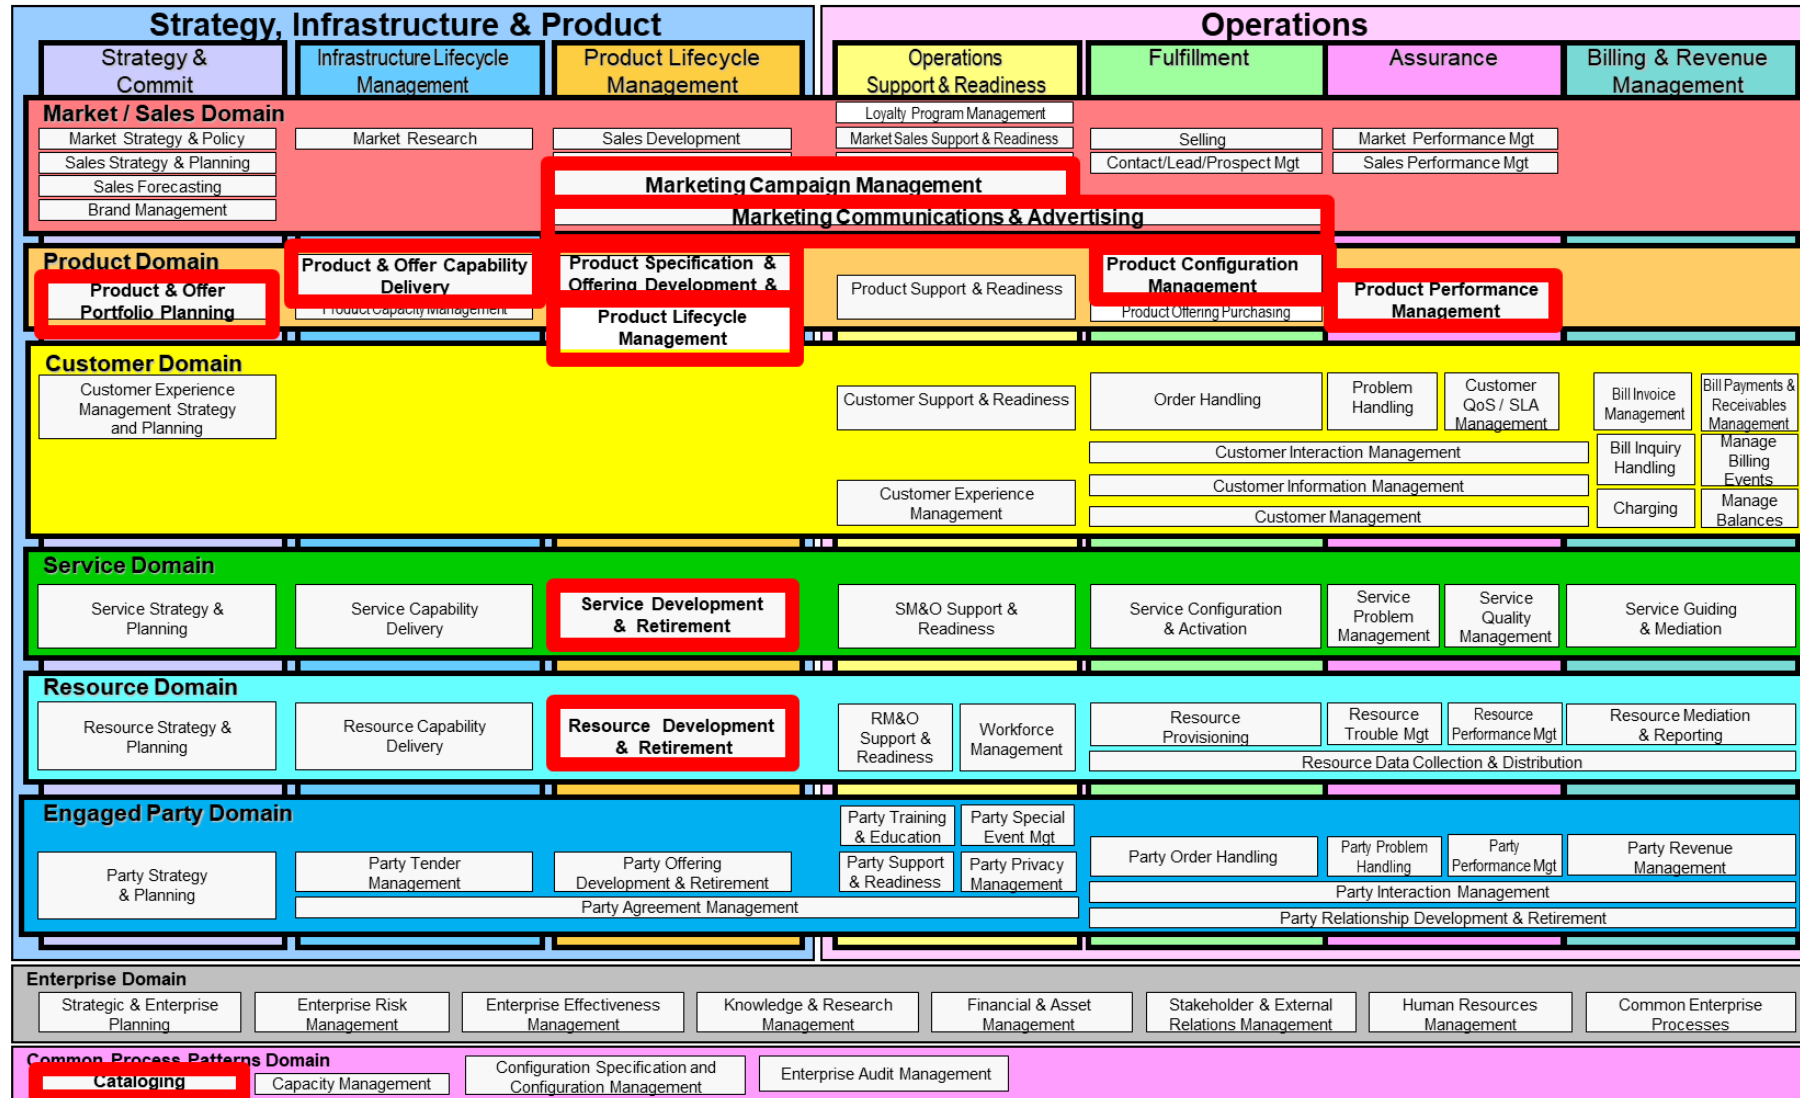 Strategy, Infrastructure & Product
Operations
Strategy &
Commit
Infrastructure Lifecycle
Management
Product Lifecycle
Management
Operations
Support & Readiness
Fulfillment
Assurance
Billing & Revenue
Management
Market / Sales Domain
Market Strategy & Policy
Sales Strategy & Planning
Sales Forecasting
Brand Management
Market Research
Sales Development
Loyalty Program Management
Market Sales Support & Readiness
Selling
Contact/Lead/Prospect Mgt
Market Performance Mgt
Sales Performance Mgt
Marketing Campaign Management
Marketing Communications & Advertising
Product Domain
Product & Offer
Portfolio Planning
Product & Offer Capability
Delivery
Product Capacity Management
Product Specification &
Offering Development &
Product Lifecycle
Management
Product Support & Readiness
Product Configuration
Management
Product Offering Purchasing
Product Performance
Management
Customer Domain
Customer Experience
Management Strategy
and Planning
Customer Support & Readiness
Customer Experience
Management
Order Handling
Problem
Handling
Customer
QoS / SLA
Management
Customer Interaction Management
Customer Information Management
Customer Management
Bill Invoice
Management
Bill Payments &
Receivables
Management
Bill Inquiry
Handling
Manage
Billing
Events
Charging
Manage
Balances
Service Domain
Service Strategy &
Planning
Service Capability
Delivery
Service Development
& Retirement
SM&O Support &
Readiness
Service Configuration
& Activation
Service
Problem
Management
Service
Quality
Management
Service Guiding
& Mediation
Resource Domain
Resource Strategy &
Planning
Resource Capability
Delivery
Resource Development
& Retirement
RM&O
Support &
Readiness
Workforce
Management
Resource
Provisioning
Resource
Trouble Mgt
Resource
Performance Mgt
Resource Mediation
& Reporting
Resource Data Collection & Distribution
Engaged Party Domain
Party Strategy
& Planning
Party Tender
Management
Party Offering
Development & Retirement
Party Agreement Management
Party Training
& Education
Party Special
Event Mgt
Party Support
& Readiness
Party Privacy
Management
Party Order Handling
Party Problem
Handling
Party
Performance Mgt
Party Revenue
Management
Party Interaction Management
Party Relationship Development & Retirement
Enterprise Domain
Strategic & Enterprise
Planning
Enterprise Risk
Management
Enterprise Effectiveness
Management
Knowledge & Research
Management
Financial & Asset
Management
Stakeholder & External
Relations Management
Human Resources
Management
Common Enterprise
Processes
Common Process Patterns Domain
Cataloging
Capacity Management
Configuration Specification and
Configuration Management
Enterprise Audit Management